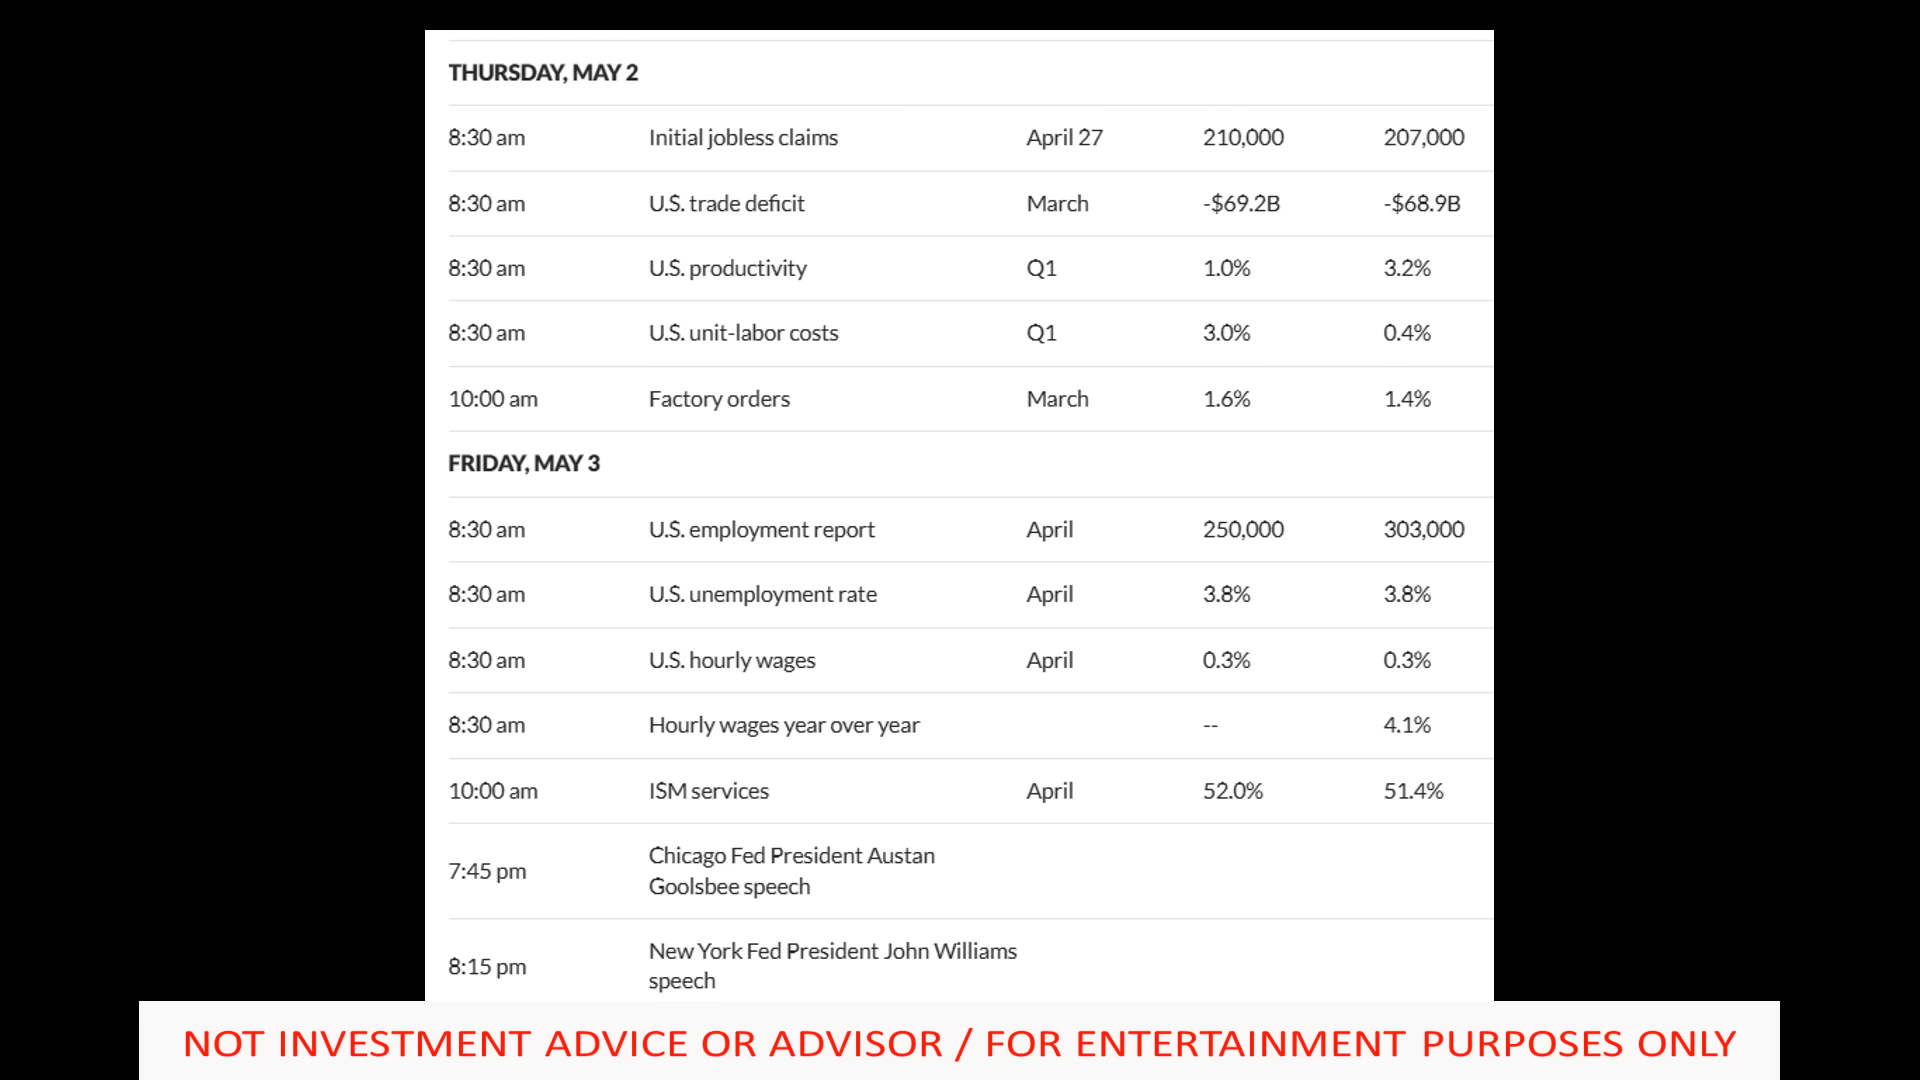 THURSDAY, MAY 2
8:30 am Initial jobless claims April 27 210,000 207,000
8:30 am U.S. trade deficit March -$69.2B -$68.9B
8:30 am U.S. productivity Q1 1.0% 3.2%
8:30 am U.S. unit-labor costs Q1 3.0% 0.4%
10:00 am Factory orders March 1.6% 1.4%
FRIDAY, MAY 3
8:30 am U.S. employment report April 250,000 303,000
8:30 am U.S. unemployment rate April 3.8% 3.8%
8:30 am U.S. hourly wages April 0.3% 0.3%
8:30 am Hourly wages year over year -- 4.1%
10:00 am ISM services April 52.0% 51.4%
7:45 pm Chicago Fed President Austan
Goolsbee speech
8:15 pm New York Fed President John Williams
speech
NOT INVESTMENT ADVICE OR ADVISOR / FOR ENTERTAINMENT PURPOSES ONLY